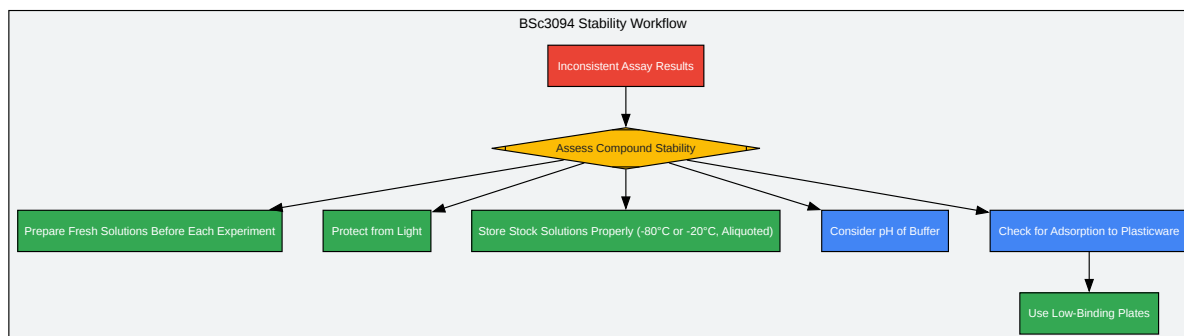 BSc3094 Stability Workflow
Inconsistent Assay Results
Assess Compound Stability
Prepare Fresh Solutions Before Each Experiment
Protect from Light
Store Stock Solutions Properly (-80°C or -20°C, Aliquoted)
Consider pH of Buffer
Check for Adsorption to Plasticware
Use Low-Binding Plates